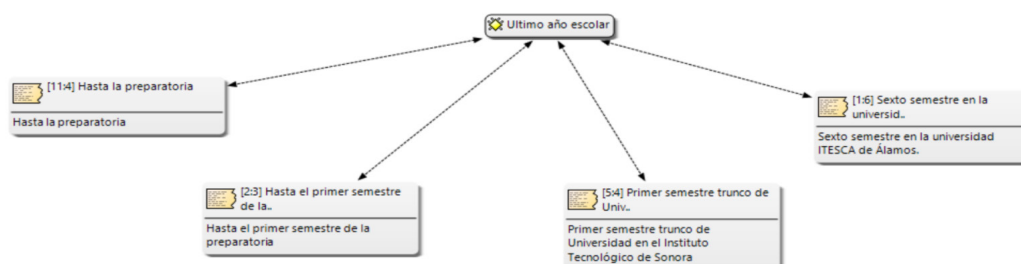 Ultimo año escolar
[11:4] Hasta la preparatoria
Hasta la preparatoria
[1:6] Sexto semestre en la
universid..
Sexto semestre en la universidad
ITESCA de Álamos.
[2:3] Hasta el primer semestre
de la..
Hasta el primer semestre de la
preparatoria
[5:4] Primer semestre trunco de
Univ..
Primer semestre trunco de
Universidad en el Instituto
Tecnológico de Sonora